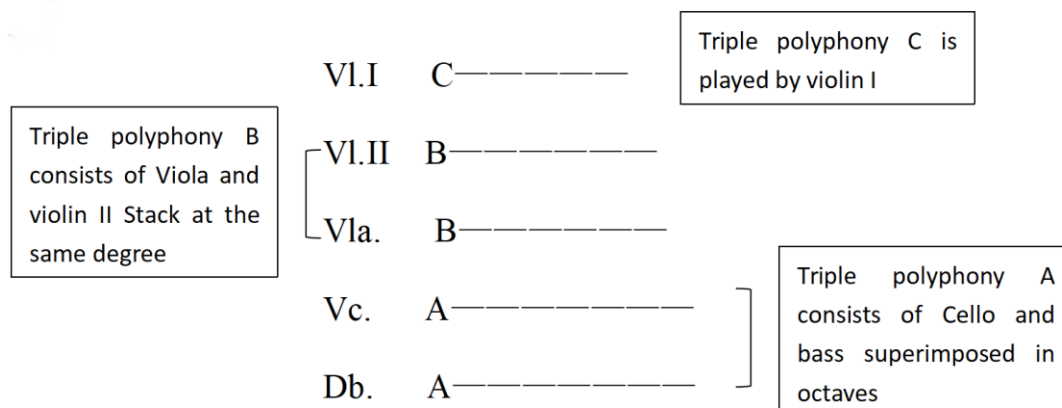 Triple polyphony C is
played by violin I
Vl.I C——————
Triple polyphony B
consists of Viola and
violin II Stack at the
same degree
Vl.II B——————
Vla. B——————
Vc. A———————
Db. A———————
Triple polyphony A
consists of Cello and
bass superimposed in
octaves